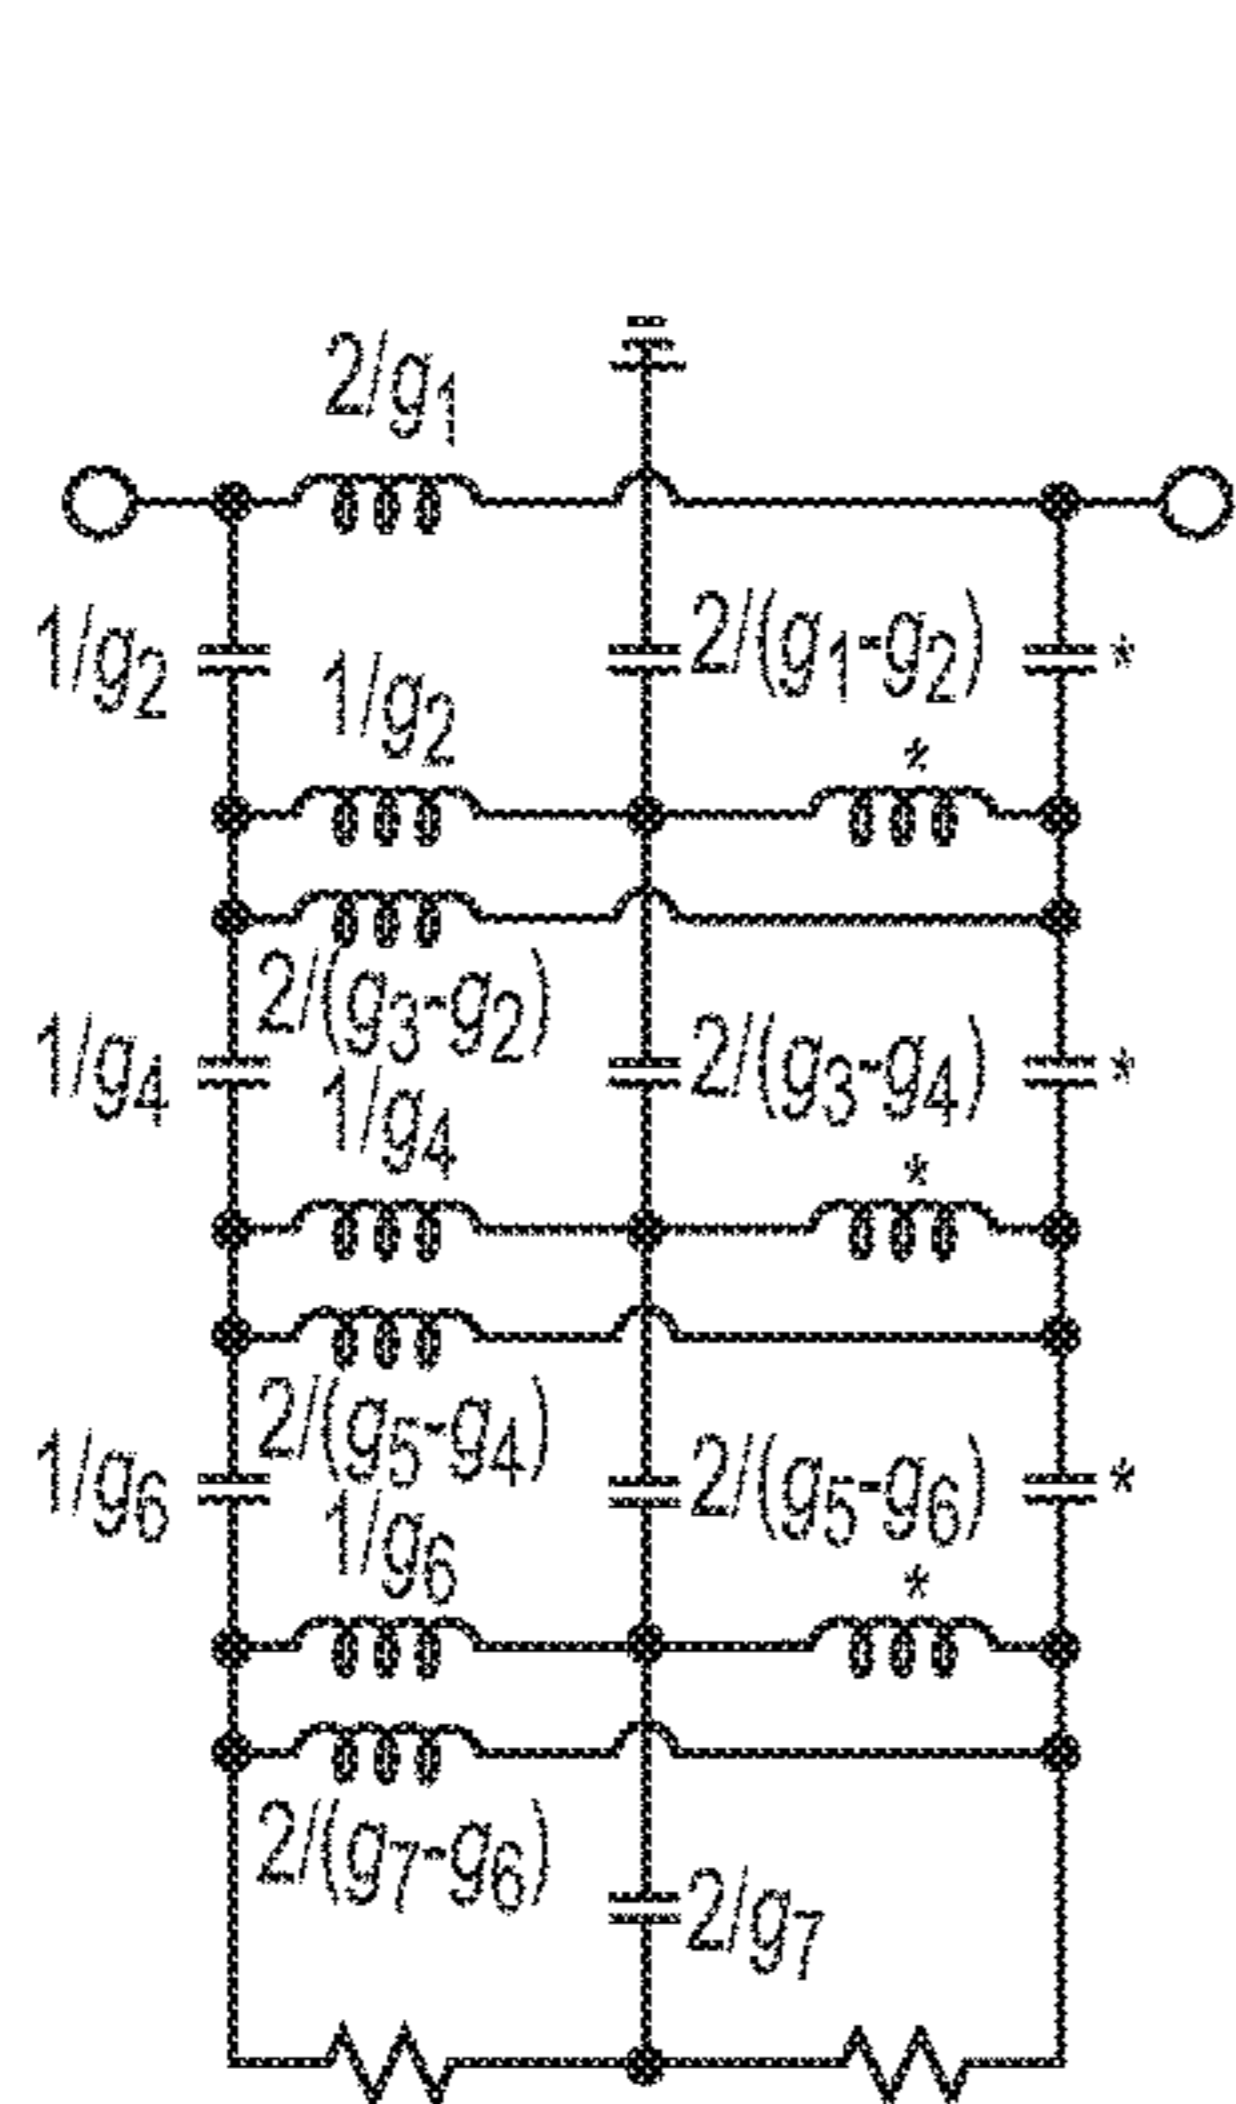 2/g1
1/g2
1/g2
2/(g1-g2)
*
*
2/(g3-g2)
1/g4
1/g4
2/(g3-g4)
*
*
2/(g5-g4)
1/g6
1/g6
2/(g5-g6)
*
*
2/(g7-g6)
2/g7